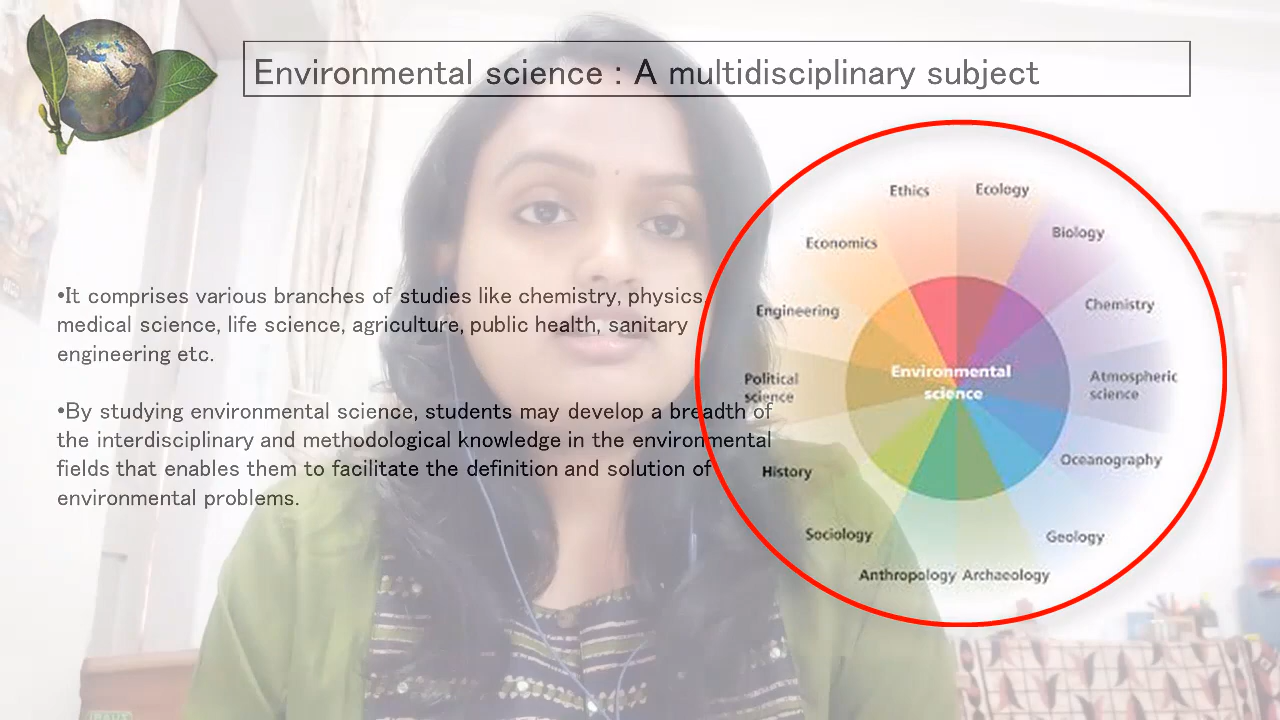 Environmental science : A multidisciplinary subject
•It comprises various branches of studies like chemistry, physics,
medical science, life science, agriculture, public health, sanitary
engineering etc.
•By studying environmental science, students may develop a breadth of
the interdisciplinary and methodological knowledge in the environmental
fields that enables them to facilitate the definition and solution of
environmental problems.
Ethics
Ecology
Economics
Biology
Engineering
Chemistry
Political
science
Environmental
science
Atmospheric
science
History
Oceanography
Sociology
Geology
Anthropology
Archaeology